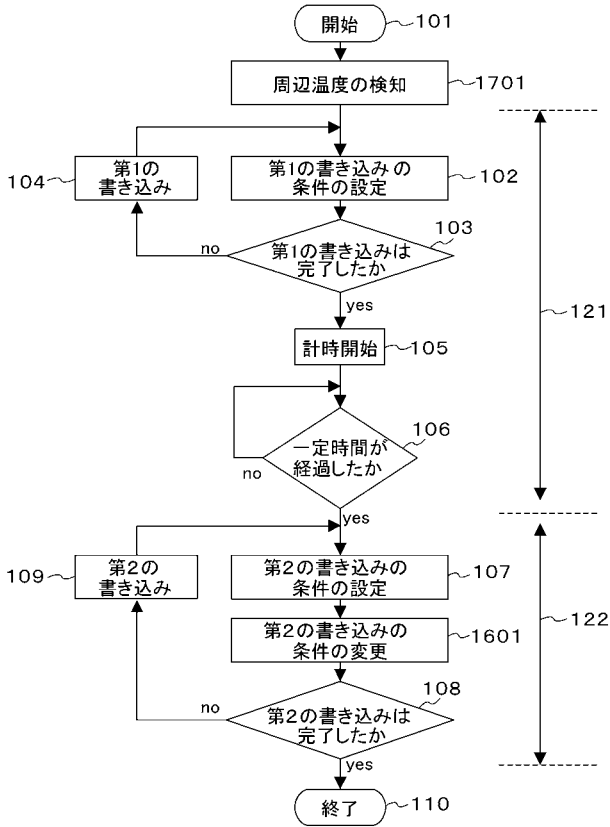 開始
101
周辺温度の検知
1701
第1の
書き込み
104
第1の書き込みの
条件の設定
102
103
第1の書き込みは
完了したか
no
yes
121
計時開始
105
106
一定時間が
経過したか
no
yes
第2の
書き込み
109
第2の書き込みの
条件の設定
107
第2の書き込みの
条件の変更
1601
122
108
第2の書き込みは
完了したか
no
yes
終了
110